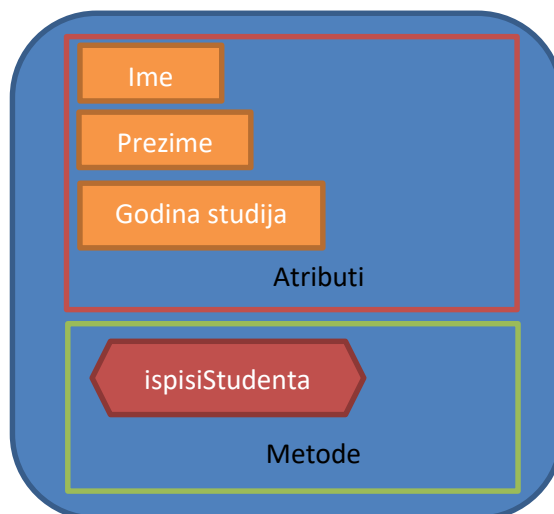 Ime
Prezime
Godina studija
Atributi
ispisiStudenta
Metode